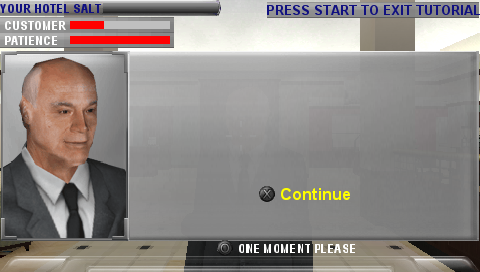 YOUR HOTEL SALT
PRESS START TO EXIT TUTORIAL
CUSTOMER
PATIENCE
Continue
ONE MOMENT PLEASE